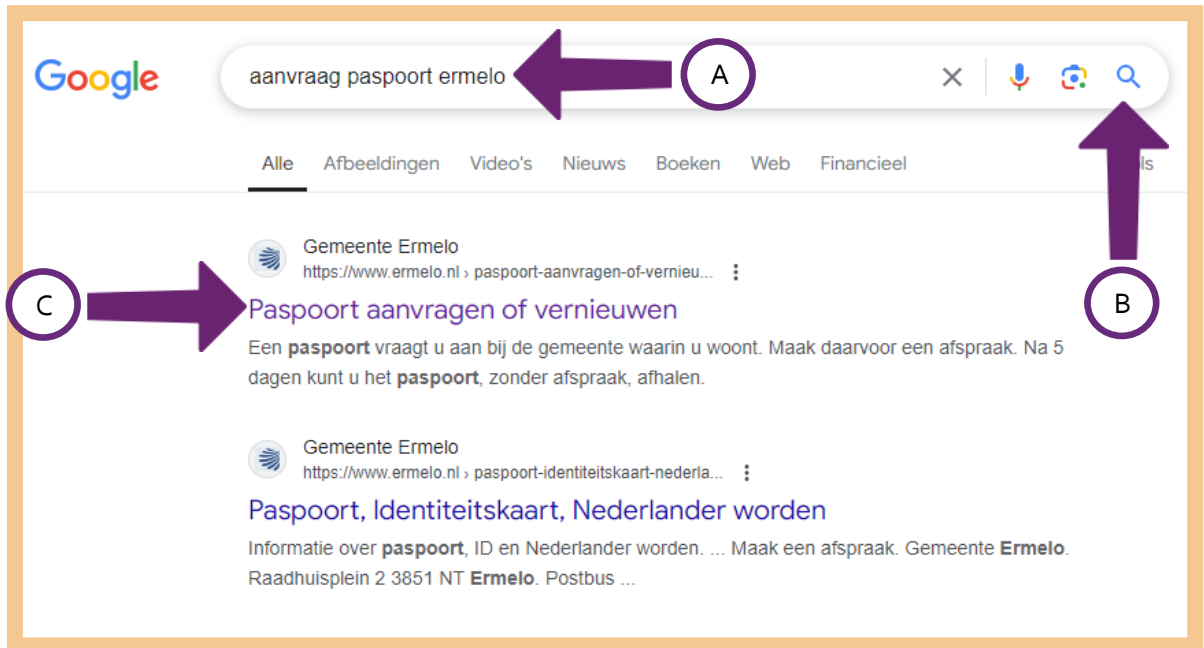 Google
aanvraag paspoort ermelo
A
Alle Afbeeldingen Video's Nieuws Boeken Web Financieel ls
Gemeente Ermelo
https://www.ermelo.nl › paspoort-aanvragen-of-vernieu...
C
B
Paspoort aanvragen of vernieuwen
Een paspoort vraagt u aan bij de gemeente waarin u woont. Maak daarvoor een afspraak. Na 5
dagen kunt u het paspoort, zonder afspraak, afhalen.
Gemeente Ermelo
https://www.ermelo.nl › paspoort-identiteitskaart-nederla...
Paspoort, Identiteitskaart, Nederlander worden
Informatie over paspoort, ID en Nederlander worden. ... Maak een afspraak. Gemeente Ermelo.
Raadhuisplein 2 3851 NT Ermelo. Postbus ...